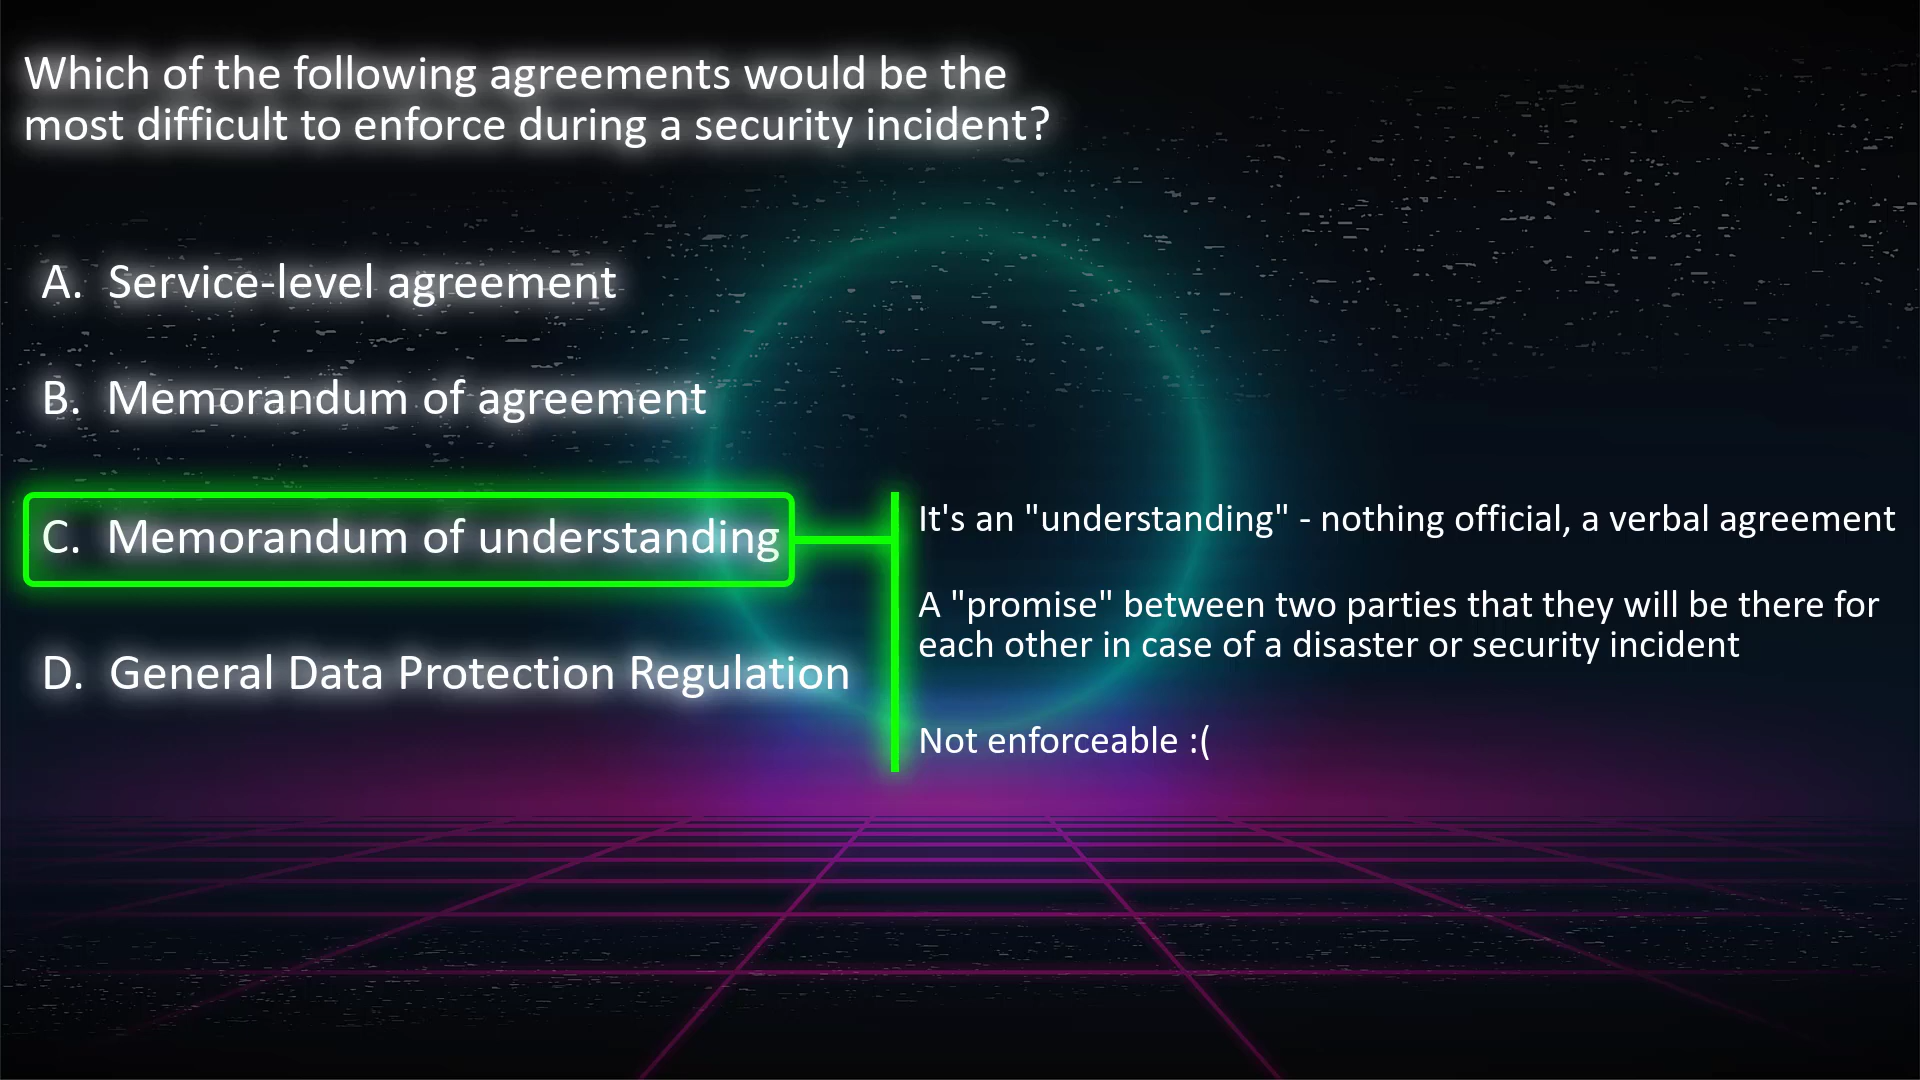 Which of the following agreements would be the
most difficult to enforce during a security incident?
A. Service-level agreement
B. Memorandum of agreement
C. Memorandum of understanding
It's an "understanding" - nothing official, a verbal agreement
A "promise" between two parties that they will be there for
each other in case of a disaster or security incident
D. General Data Protection Regulation
Not enforceable :(